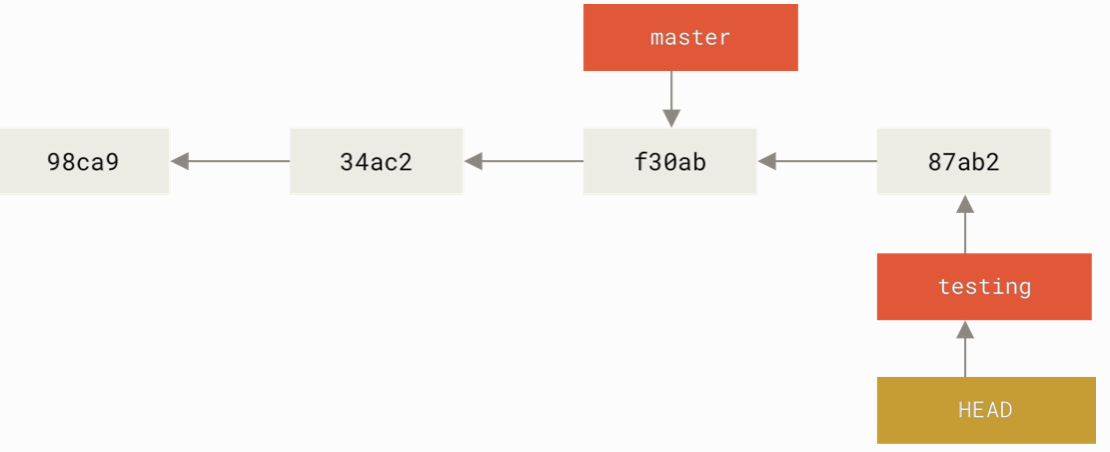 master
98ca9
34ac2
f30ab
87ab2
testing
HEAD